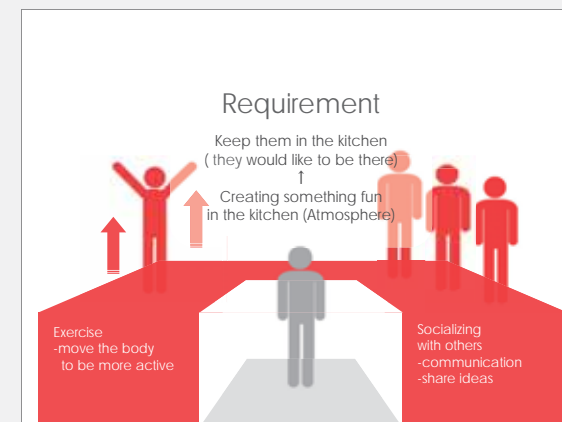 Requirement
Keep them in the kitchen
( they would like to be there)
↑
Creating something fun
in the kitchen (Atmosphere)
Exercise
-move the body
to be more active
Socializing
with others
-communication
-share ideas